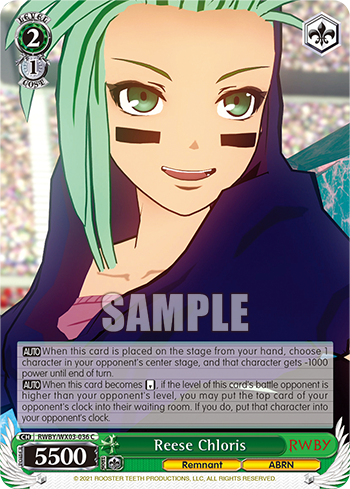 LEVEL
2
1
COST
SAMPLE
AUTO When this card is placed on the stage from your hand, choose 1
character in your opponent's center stage, and that character gets -1000
power until end of turn.
AUTO When this card becomes [ ], if the level of this card's battle opponent is
higher than your opponent's level, you may put the top card of your
opponent's clock into their waiting room. If you do, put that character into
your opponent's clock.
CH RWBY/WX03-036 C
POWER 5500
Reese Chloris
RWBY
Remnant
ABRN
© 2021 ROOSTER TEETH PRODUCTIONS, LLC, ALL RIGHTS RESERVED.